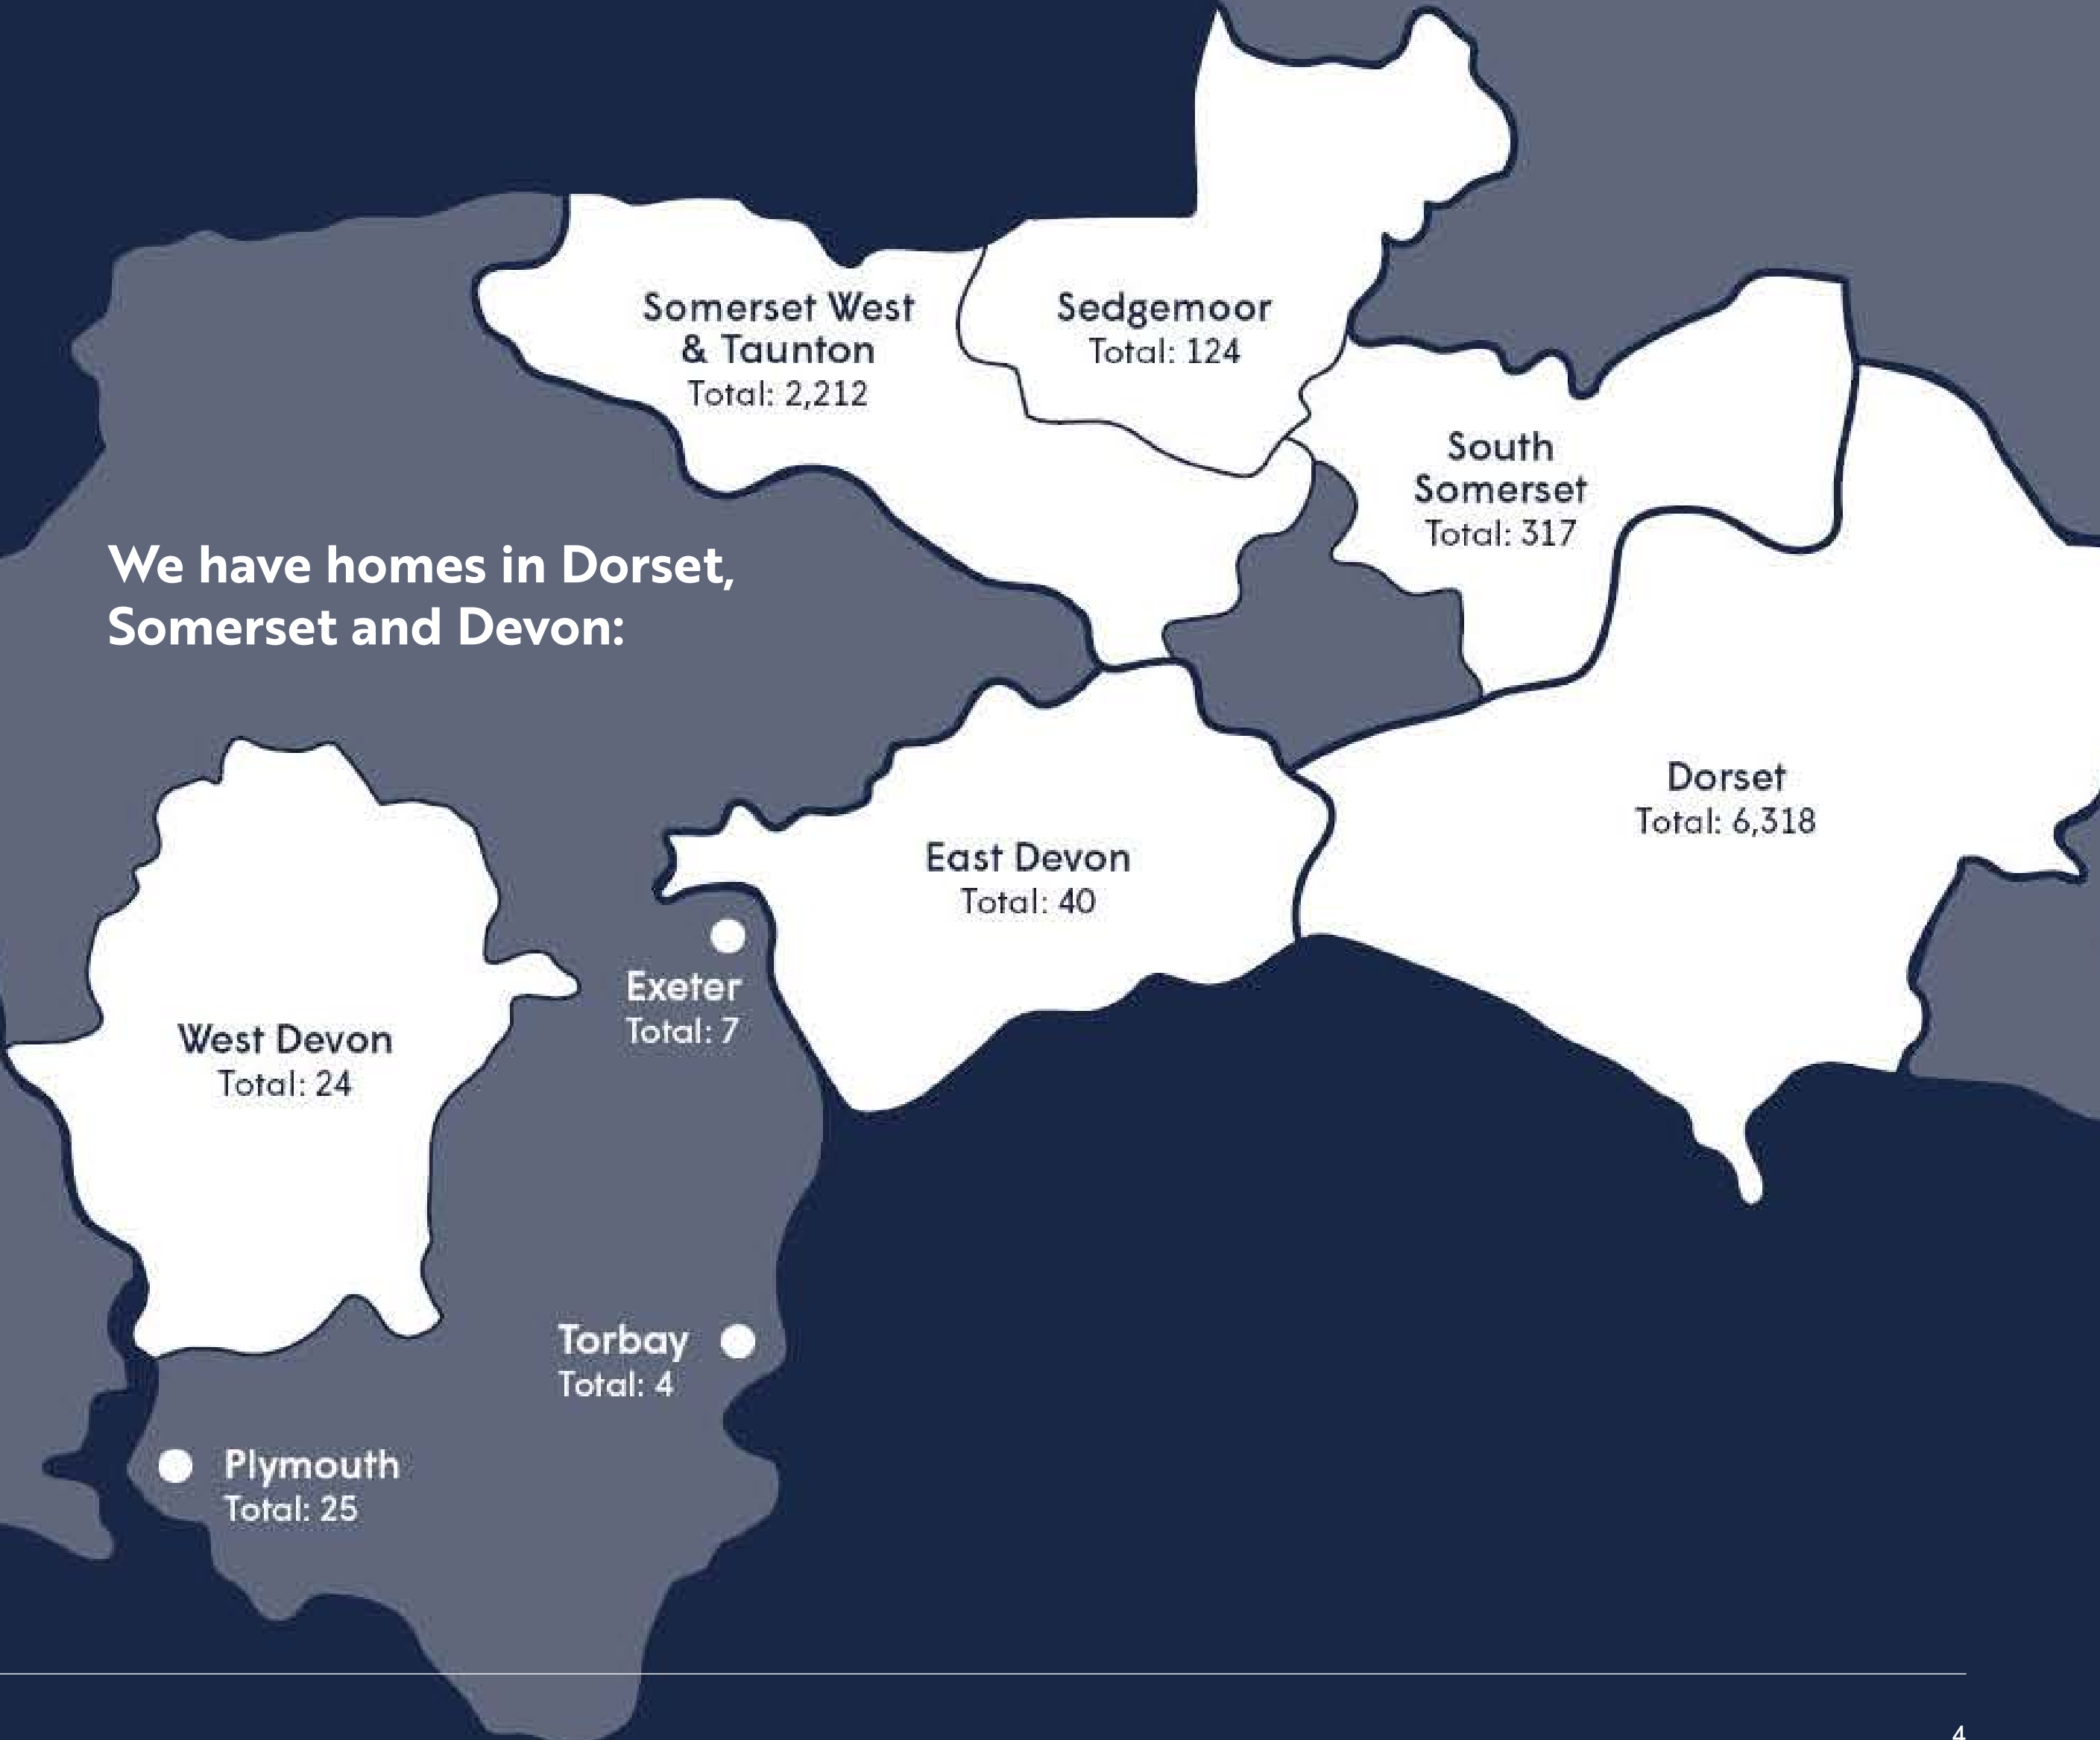 Somerset West
& Taunton
Total: 2,212
Sedgemoor
Total: 124
South
Somerset
Total: 317
We have homes in Dorset,
Somerset and Devon:
Dorset
Total: 6,318
East Devon
Total: 40
Exeter
Total: 7
West Devon
Total: 24
Torbay
Total: 4
Plymouth
Total: 25
4